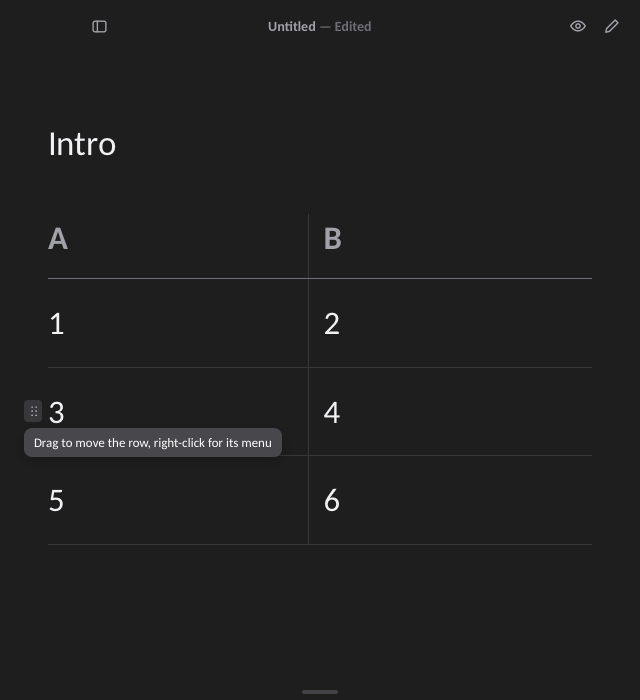 Untitled — Edited
Intro
A B
1 2
3 4
Drag to move the row, right-click for its menu
5 6